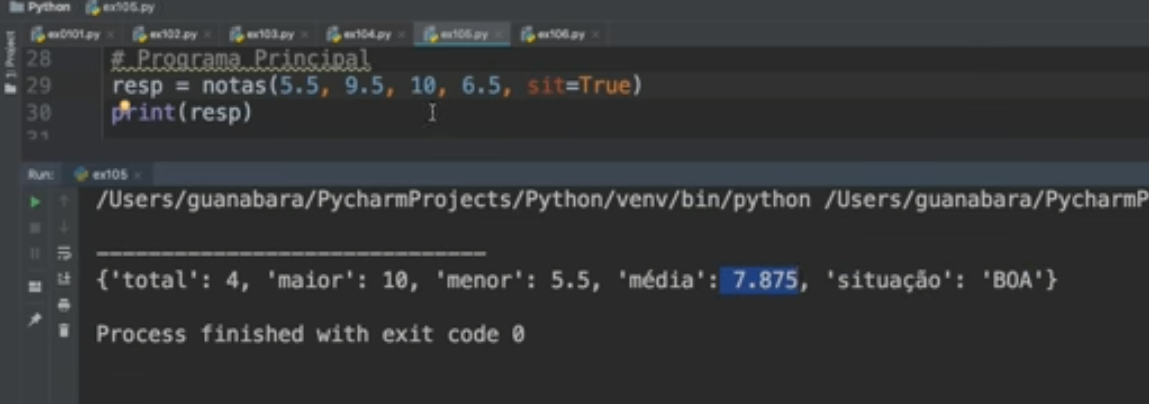 Python ex105.py
ex0101.py ex102.py ex103.py ex104.py ex105.py ex106.py
1: Project
28 # Programa Principal
29 resp = notas(5.5, 9.5, 10, 6.5, sit=True)
30 print(resp)
31
Run: ex105
/Users/guanabara/PycharmProjects/Python/venv/bin/python /Users/guanabara/PycharmP
______________________________
{'total': 4, 'maior': 10, 'menor': 5.5, 'média': 7.875, 'situação': 'BOA'}
Process finished with exit code 0